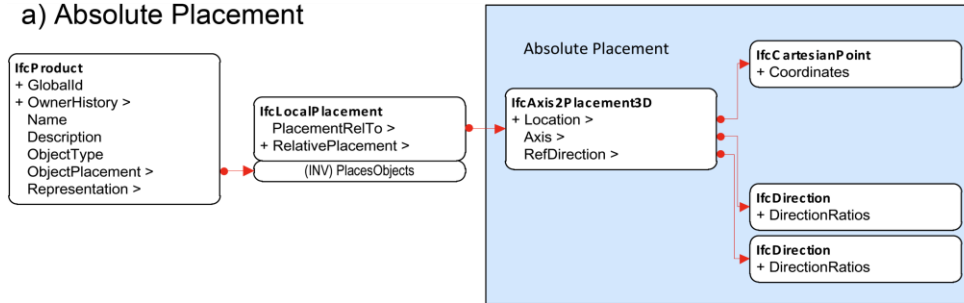 a) Absolute Placement
IfcProduct
+ GlobalId
+ OwnerHistory >
Name
Description
ObjectType
ObjectPlacement >
Representation >
IfcLocalPlacement
PlacementRelTo >
+ RelativePlacement >
(INV) PlacesObjects
Absolute Placement
IfcAxis2Placement3D
+ Location >
Axis >
RefDirection >
IfcCartesianPoint
+ Coordinates
IfcDirection
+ DirectionRatios
IfcDirection
+ DirectionRatios